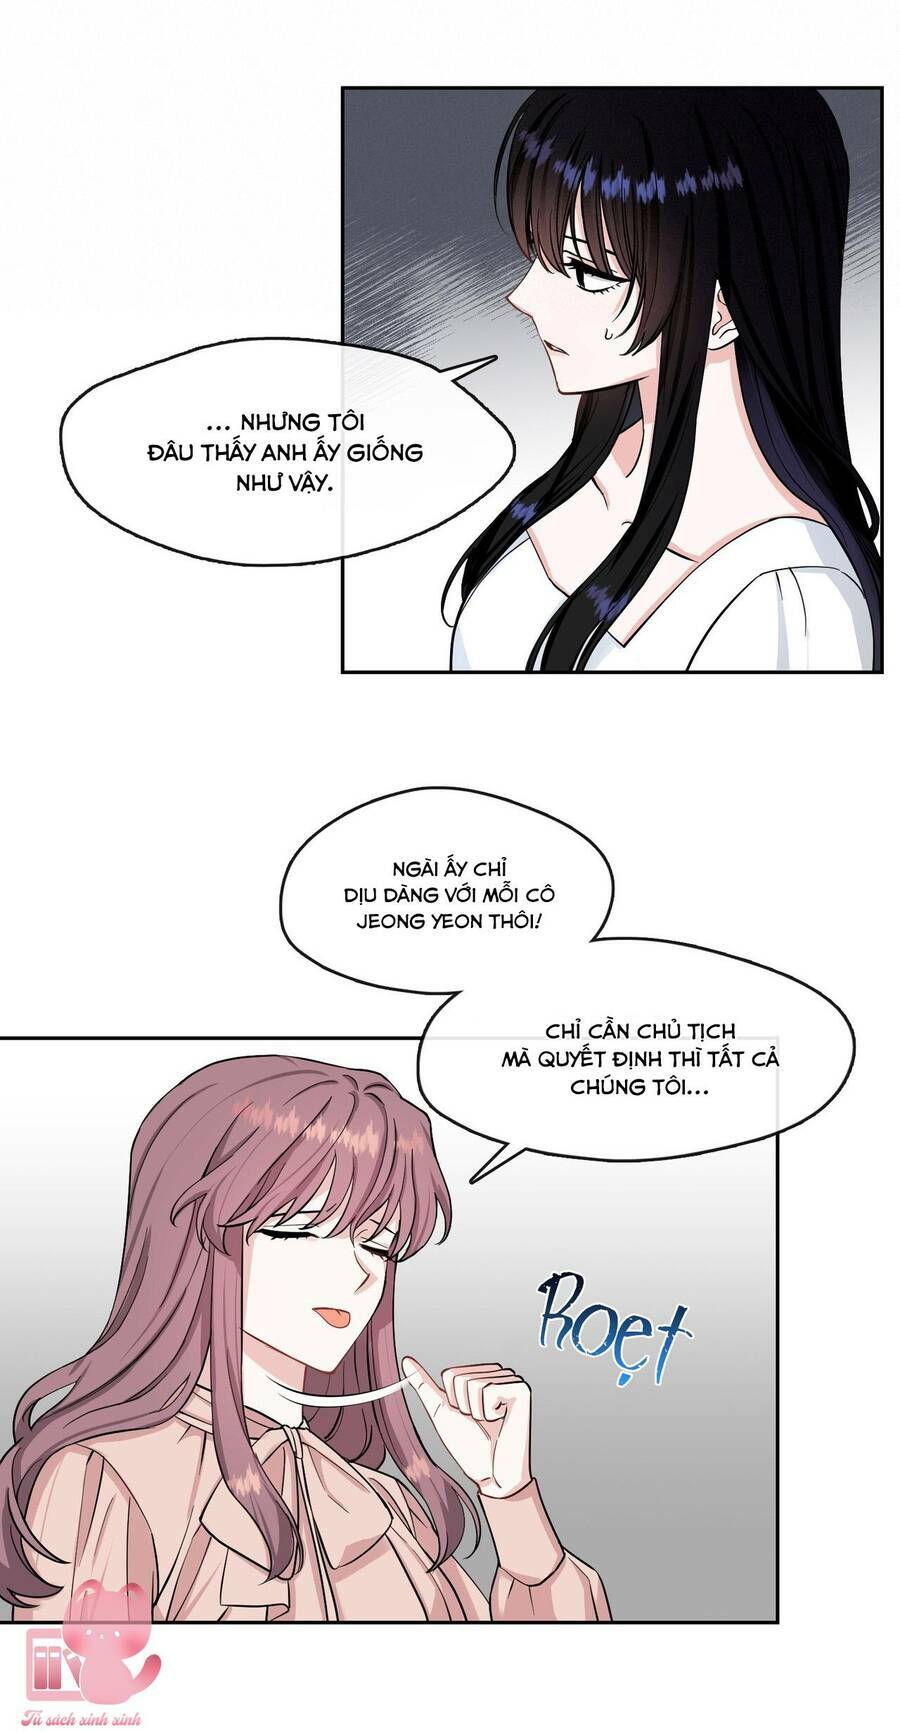 ... NHƯNG TÔI
ĐÂU THẤY ANH ẤY GIỐNG
NHƯ VẬY.
NGÀI ẤY CHỈ
DỊU DÀNG VỚI MỖI CÔ
JEONG YEON THÔI!
CHỈ CẦN CHỦ TỊCH
MÀ QUYẾT ĐỊNH THÌ TẤT CẢ
CHÚNG TÔI...
Roẹt
Tủ sách xinh xinh